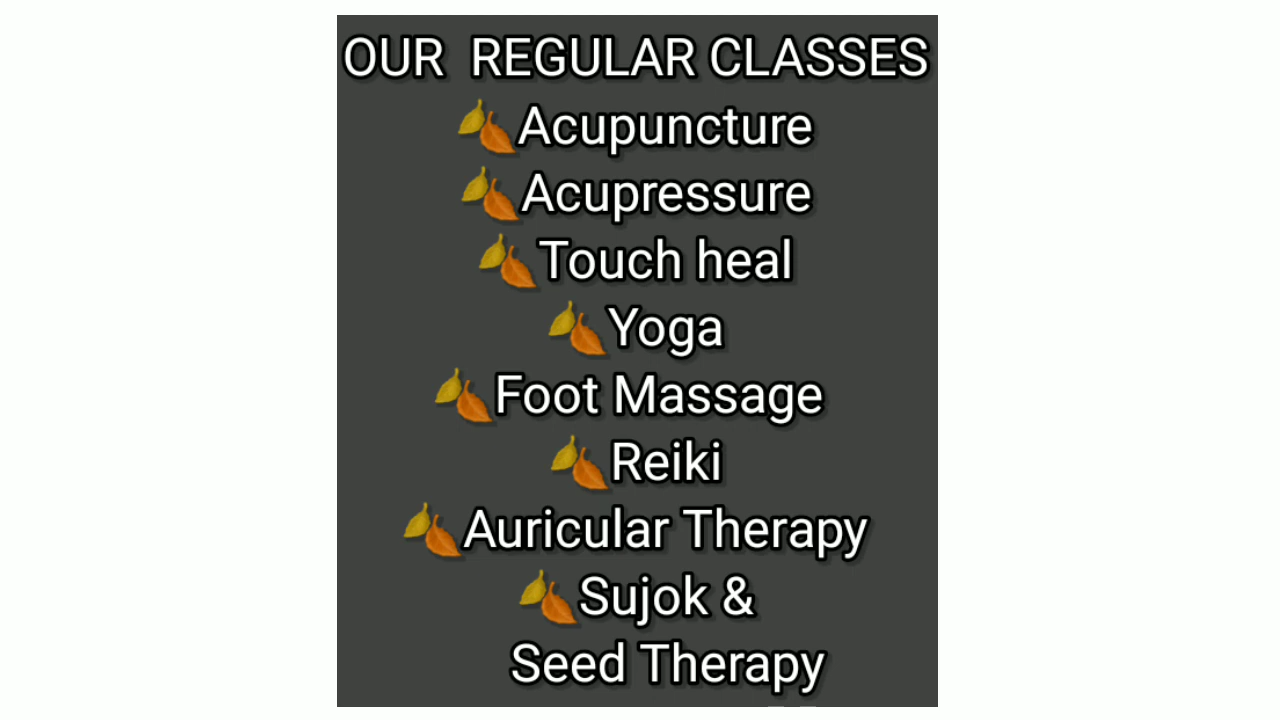 OUR REGULAR CLASSES
🍂Acupuncture
🍂Acupressure
🍂Touch heal
🍂Yoga
🍂Foot Massage
🍂Reiki
🍂Auricular Therapy
🍂Sujok &
Seed Therapy